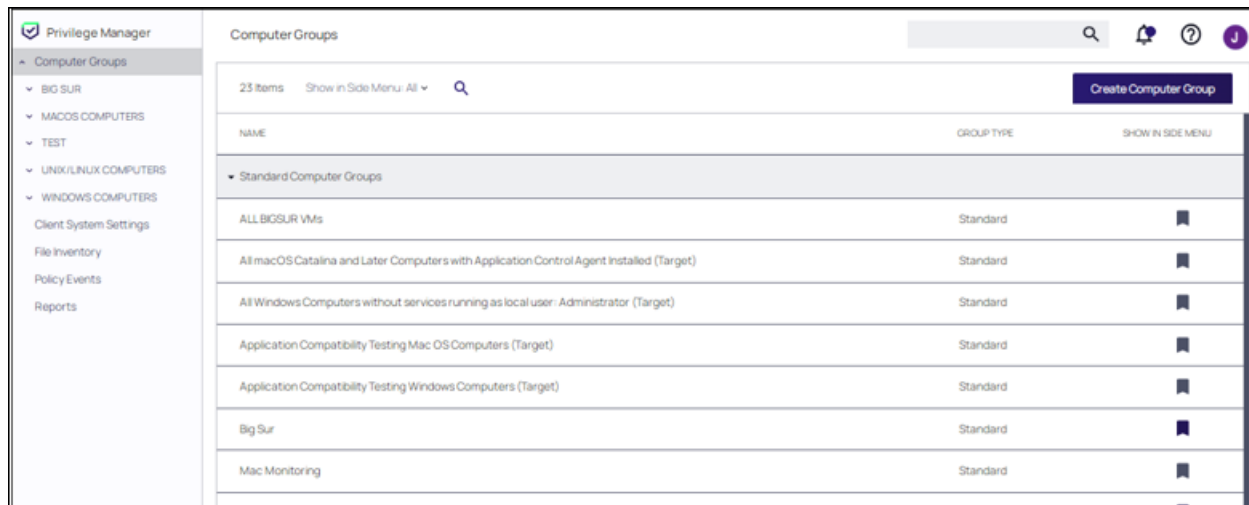 Privilege Manager
Computer Groups
BIG SUR
MACOS COMPUTERS
TEST
UNIX/LINUX COMPUTERS
WINDOWS COMPUTERS
Client System Settings
File Inventory
Policy Events
Reports
Computer Groups
J
23 Items Show in Side Menu: All
Create Computer Group
NAME GROUP TYPE SHOW IN SIDE MENU
Standard Computer Groups
ALL BIGSUR VMs Standard
All macOS Catalina and Later Computers with Application Control Agent Installed (Target) Standard
All Windows Computers without services running as local user: Administrator (Target) Standard
Application Compatibility Testing Mac OS Computers (Target) Standard
Application Compatibility Testing Windows Computers (Target) Standard
Big Sur Standard
Mac Monitoring Standard